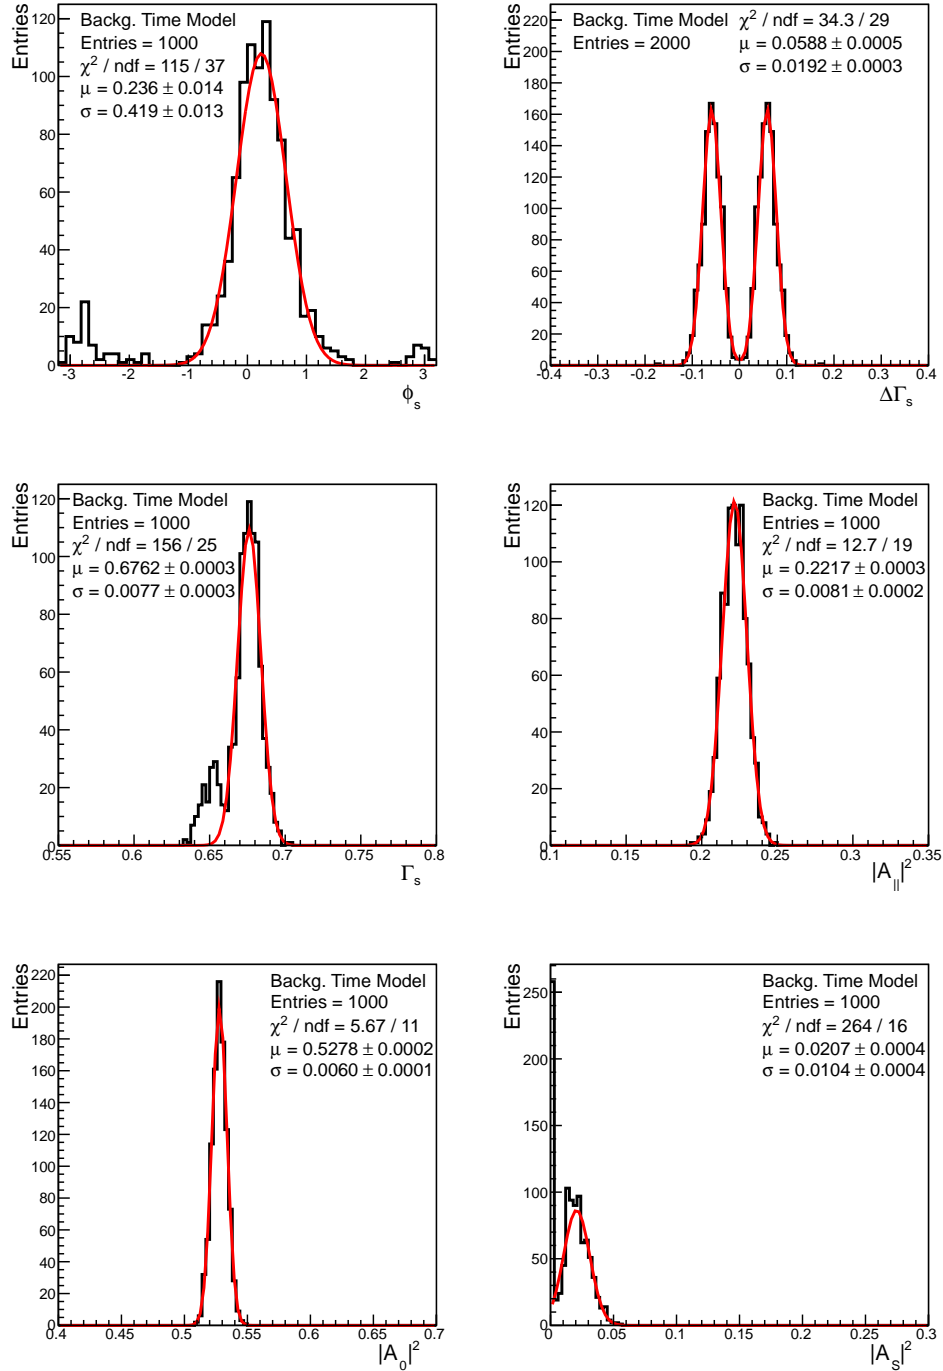 Entries
Backg. Time Model
Entries = 1000
χ² / ndf = 115 / 37
μ = 0.236 ± 0.014
σ = 0.419 ± 0.013
120
100
80
60
40
20
0
-3 -2 -1 0 1 2 3
ϕs
Entries
Backg. Time Model
Entries = 2000
χ² / ndf = 34.3 / 29
μ = 0.0588 ± 0.0005
σ = 0.0192 ± 0.0003
220
200
180
160
140
120
100
80
60
40
20
0
-0.4 -0.3 -0.2 -0.1 0 0.1 0.2 0.3 0.4
ΔΓs
Entries
Backg. Time Model
Entries = 1000
χ² / ndf = 156 / 25
μ = 0.6762 ± 0.0003
σ = 0.0077 ± 0.0003
120
100
80
60
40
20
0
0.55 0.6 0.65 0.7 0.75 0.8
Γs
Entries
Backg. Time Model
Entries = 1000
χ² / ndf = 12.7 / 19
μ = 0.2217 ± 0.0003
σ = 0.0081 ± 0.0002
120
100
80
60
40
20
0
0.1 0.15 0.2 0.25 0.3 0.35
|A||​|²
Entries
Backg. Time Model
Entries = 1000
χ² / ndf = 5.67 / 11
μ = 0.5278 ± 0.0002
σ = 0.0060 ± 0.0001
220
200
180
160
140
120
100
80
60
40
20
0
0.4 0.45 0.5 0.55 0.6 0.65 0.7
|A₀|²
Entries
Backg. Time Model
Entries = 1000
χ² / ndf = 264 / 16
μ = 0.0207 ± 0.0004
σ = 0.0104 ± 0.0004
250
200
150
100
50
0
0 0.05 0.1 0.15 0.2 0.25 0.3
|AS|²